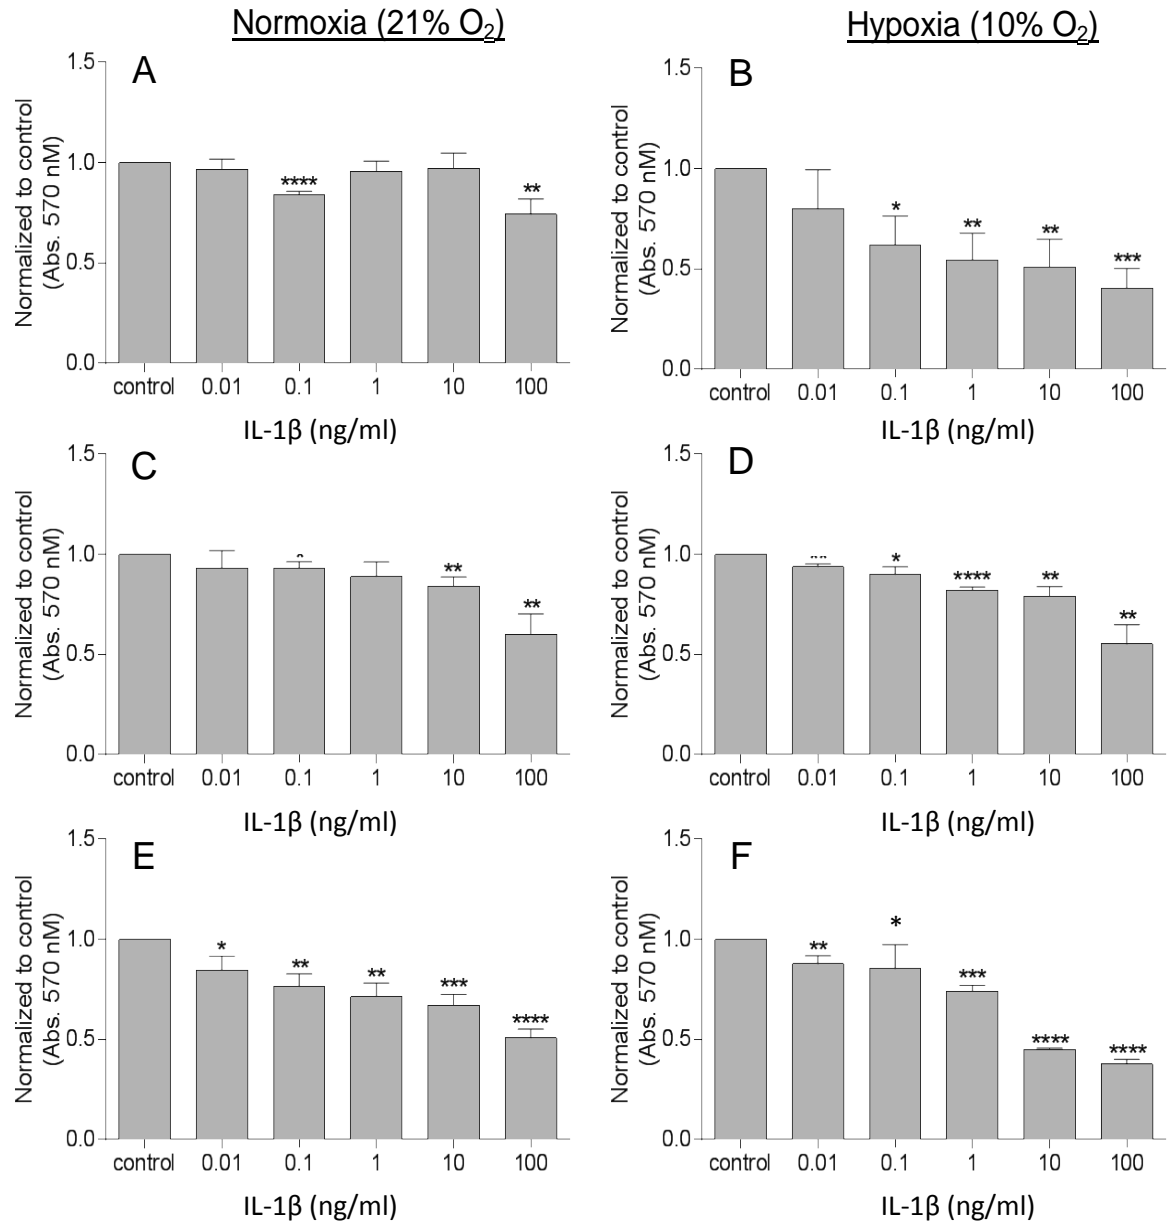 Normoxia (21% O2)
Hypoxia (10% O2)
A
Normalized to control
(Abs. 570 nM)
1.5
1.0
0.5
0.0
****
**
control 0.01 0.1 1 10 100
IL-1β (ng/ml)
B
Normalized to control
(Abs. 570 nM)
1.5
1.0
0.5
0.0
*
**
**
***
control 0.01 0.1 1 10 100
IL-1β (ng/ml)
C
Normalized to control
(Abs. 570 nM)
1.5
1.0
0.5
0.0
**
**
control 0.01 0.1 1 10 100
IL-1β (ng/ml)
D
Normalized to control
(Abs. 570 nM)
1.5
1.0
0.5
0.0
*
****
**
**
control 0.01 0.1 1 10 100
IL-1β (ng/ml)
E
Normalized to control
(Abs. 570 nM)
1.5
1.0
0.5
0.0
*
**
**
***
****
control 0.01 0.1 1 10 100
IL-1β (ng/ml)
F
Normalized to control
(Abs. 570 nM)
1.5
1.0
0.5
0.0
**
*
***
****
****
control 0.01 0.1 1 10 100
IL-1β (ng/ml)